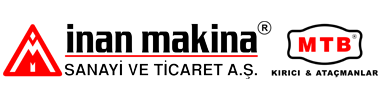 inan makina®
SANAYİ VE TİCARET A.Ş.
MTB®
KIRICI & ATAÇMANLAR